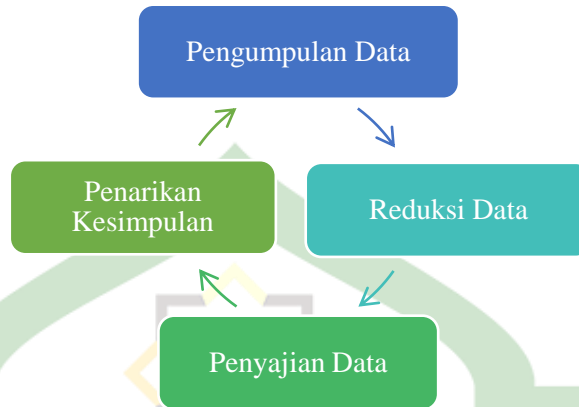 Pengumpulan Data
Penarikan
Kesimpulan
Reduksi Data
Penyajian Data